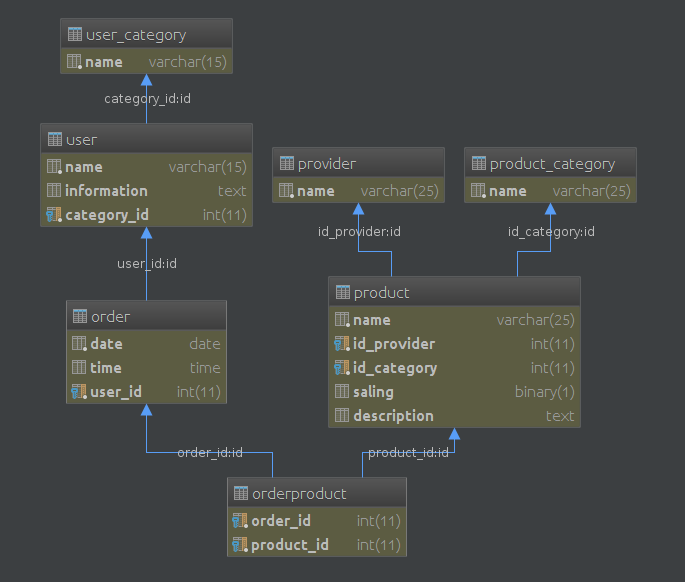 user_category
name varchar(15)
category_id:id
user
name varchar(15)
information text
category_id int(11)
user_id:id
order
date date
time time
user_id int(11)
order_id:id
provider
name varchar(25)
id_provider:id
product_category
name varchar(25)
id_category:id
product
name varchar(25)
id_provider int(11)
id_category int(11)
saling binary(1)
description text
product_id:id
orderproduct
order_id int(11)
product_id int(11)